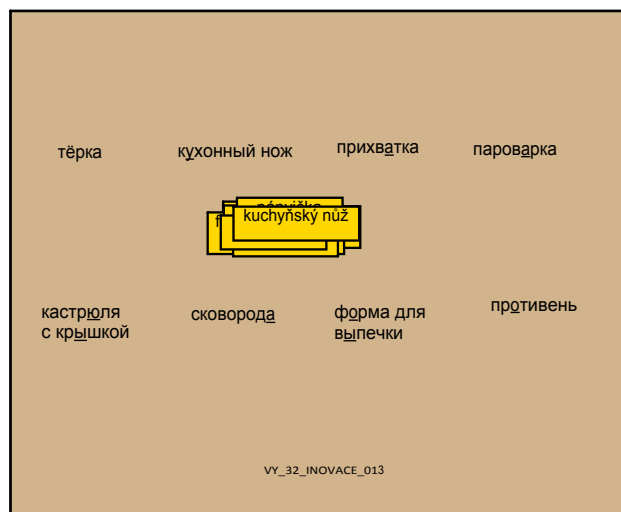 тёрка
кухонный нож
прихватка
пароварка
kuchyňský nůž
кастрюля
с крышкой
сковорода
форма для
выпечки
противень
VY_32_INOVACE_013